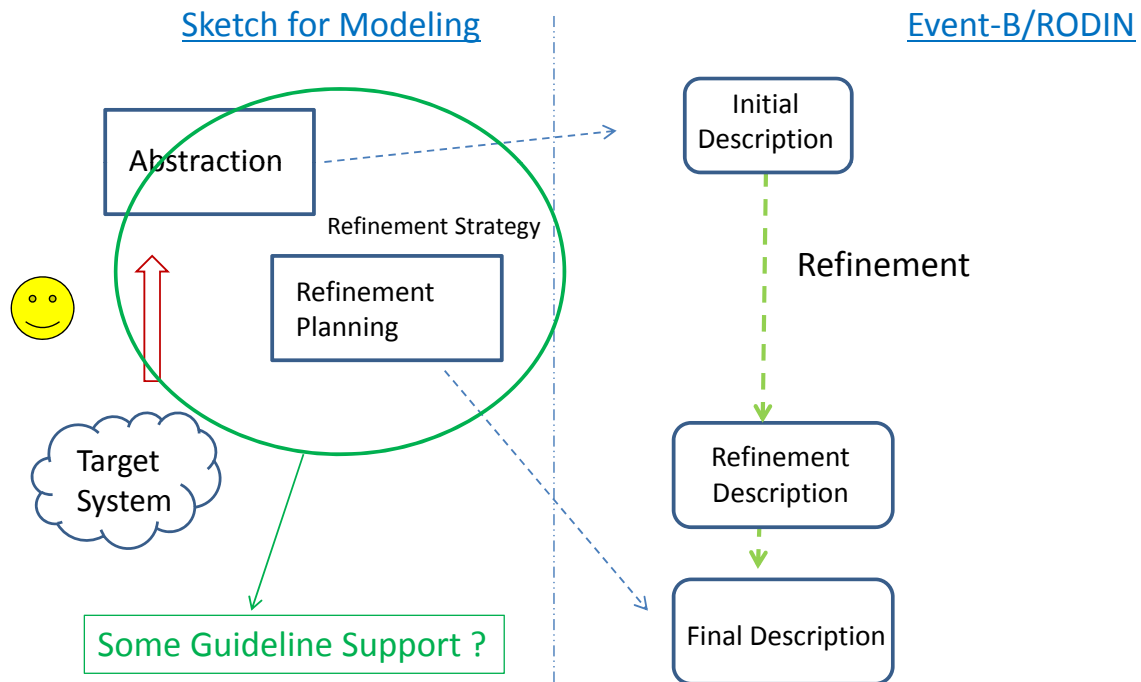 Sketch for Modeling
Event-B/RODIN
Abstraction
Initial
Description
Refinement Strategy
Refinement
Refinement
Planning
Target
System
Refinement
Description
Some Guideline Support ?
Final Description